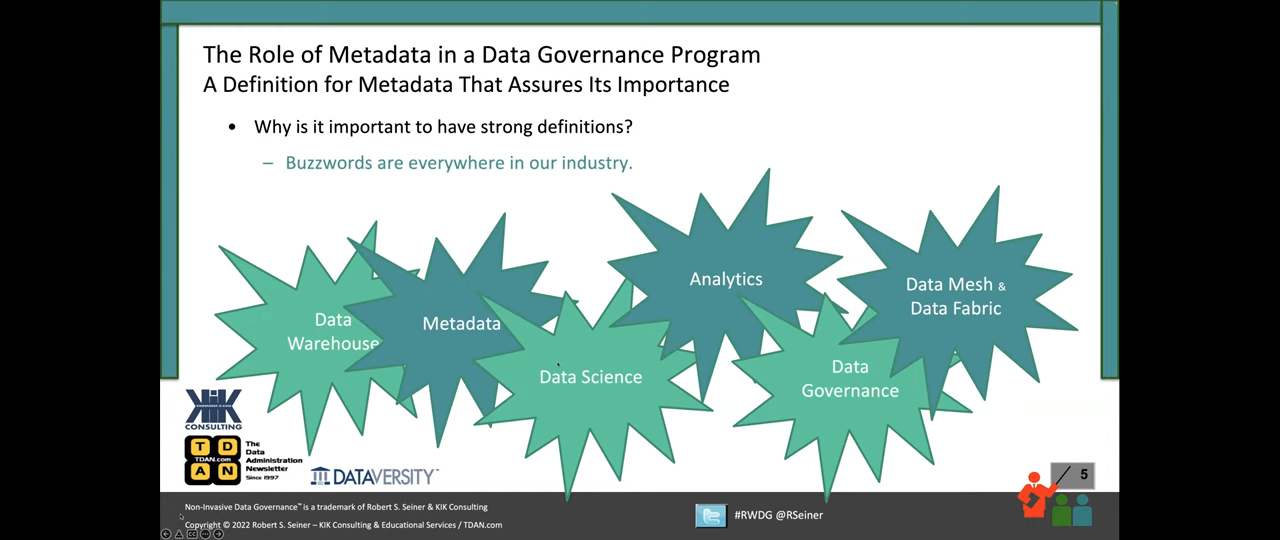 The Role of Metadata in a Data Governance Program
A Definition for Metadata That Assures Its Importance
• Why is it important to have strong definitions?
– Buzzwords are everywhere in our industry.
Data
Warehouse
Metadata
Data Science
Analytics
Data
Governance
Data Mesh &
Data Fabric
KIK
CONSULTING
T D
TDAN.com
A N
The
Data
Administration
Newsletter
Since 1997
DATAVERSITY™
5
Non-Invasive Data Governance™ is a trademark of Robert S. Seiner & KIK Consulting
Copyright © 2022 Robert S. Seiner – KIK Consulting & Educational Services / TDAN.com
#RWDG @RSeiner